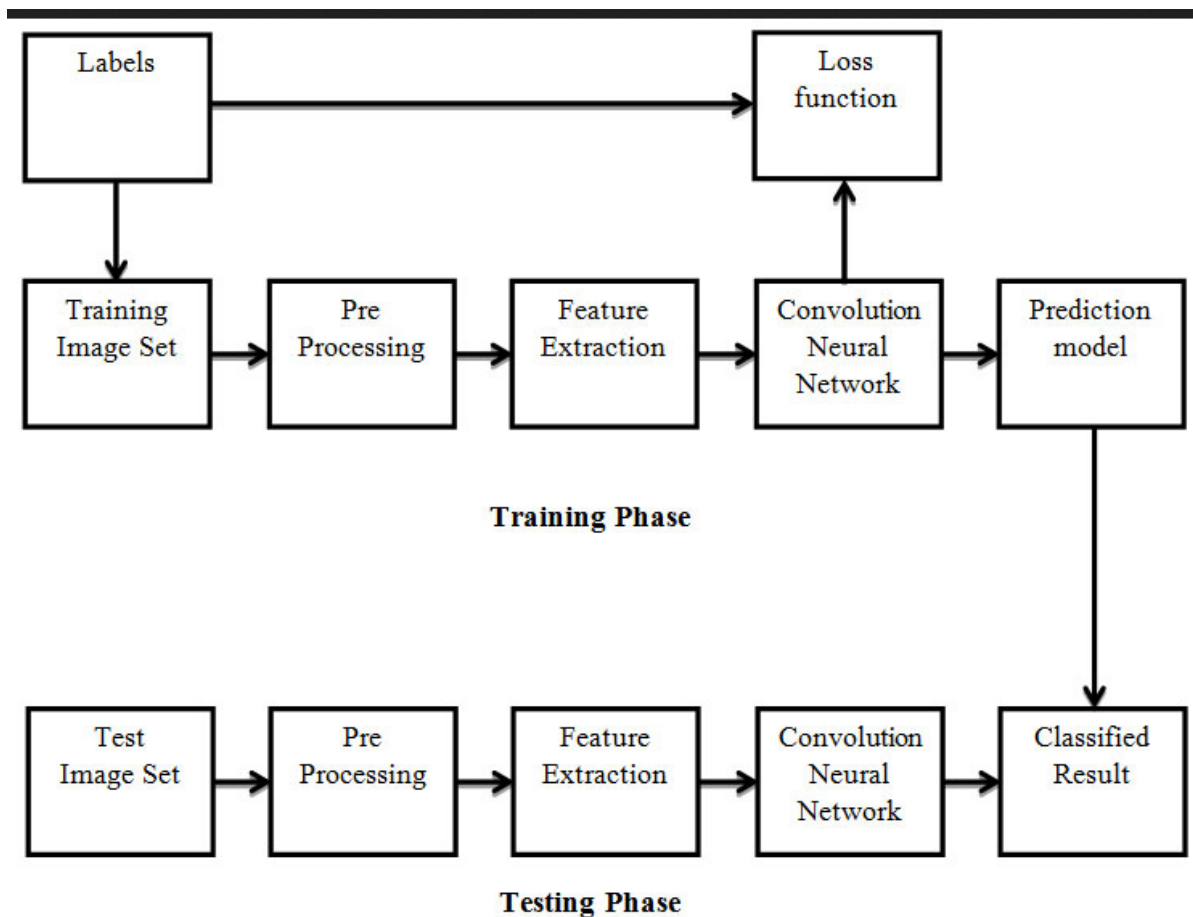 Labels
Loss
function
Training
Image Set
Pre
Processing
Feature
Extraction
Convolution
Neural
Network
Prediction
model
Training Phase
Test
Image Set
Pre
Processing
Feature
Extraction
Convolution
Neural
Network
Classified
Result
Testing Phase